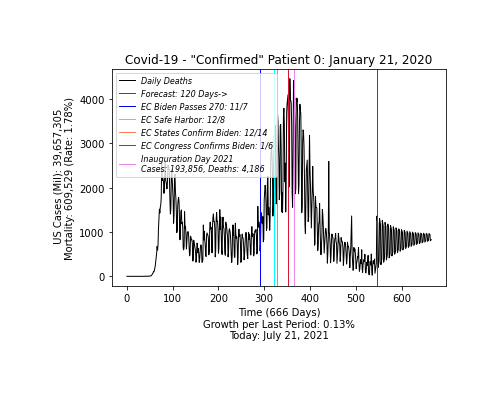 Covid-19 - "Confirmed" Patient 0: January 21, 2020
US Cases (Mil): 39,657,305
Mortality: 609,529 (Rate: 1.78%)
4000
3000
2000
1000
0
Daily Deaths
Forecast: 120 Days->
EC Biden Passes 270: 11/7
EC Safe Harbor: 12/8
EC States Confirm Biden: 12/14
EC Congress Confirms Biden: 1/6
Inauguration Day 2021
Cases: 193,856, Deaths: 4,186
0 100 200 300 400 500 600
Time (666 Days)
Growth per Last Period: 0.13%
Today: July 21, 2021